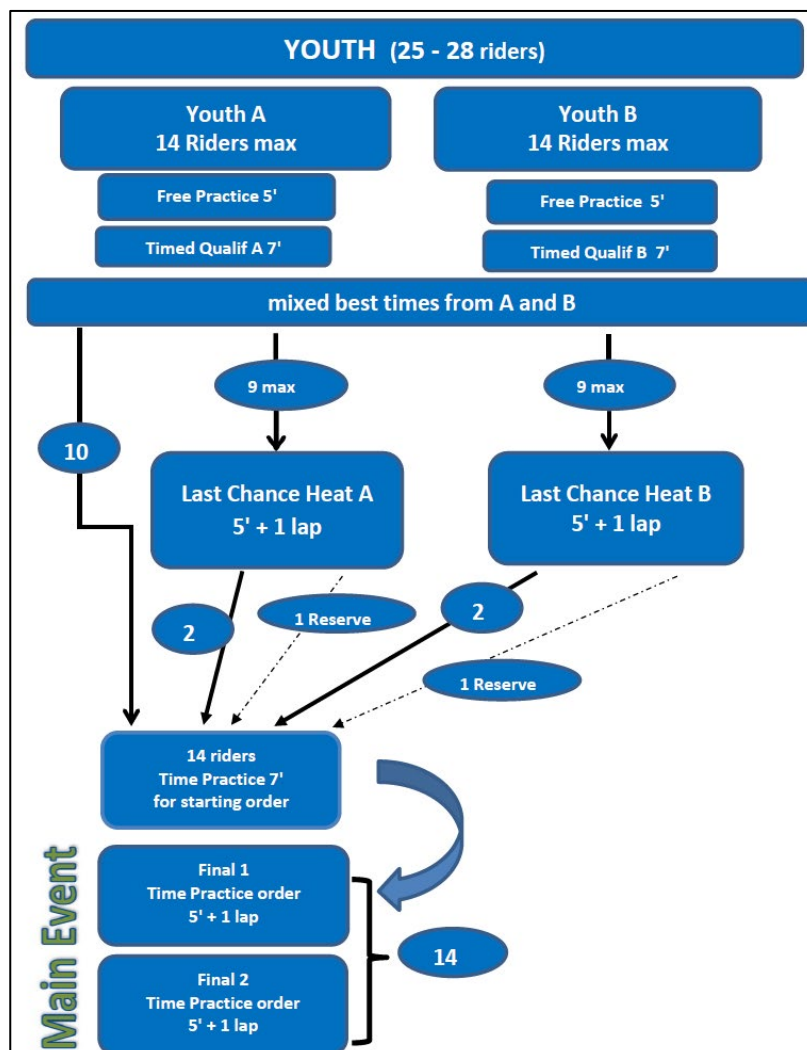 YOUTH (25 - 28 riders)
Youth A
14 Riders max
Youth B
14 Riders max
Free Practice 5'
Free Practice 5'
Timed Qualif A 7'
Timed Qualif B 7'
mixed best times from A and B
9 max
9 max
10
Last Chance Heat A
5' + 1 lap
Last Chance Heat B
5' + 1 lap
2
1 Reserve
2
1 Reserve
14 riders
Time Practice 7'
for starting order
Main Event
Final 1
Time Practice order
5' + 1 lap
14
Final 2
Time Practice order
5' + 1 lap